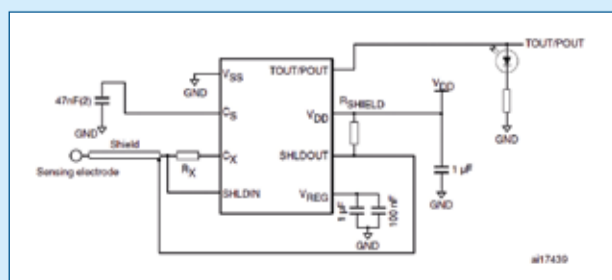 TOUT/POUT
TOUT/POUT
VSS
GND
VDD
RSHIELD
VDD
47nF(2)
CS
GND
GND
Shield
SHLDOUT
CX
RX
1 µF
Sensing electrode
SHLDIN
VREG
1 µF
100 nF
GND
GND
ai17439